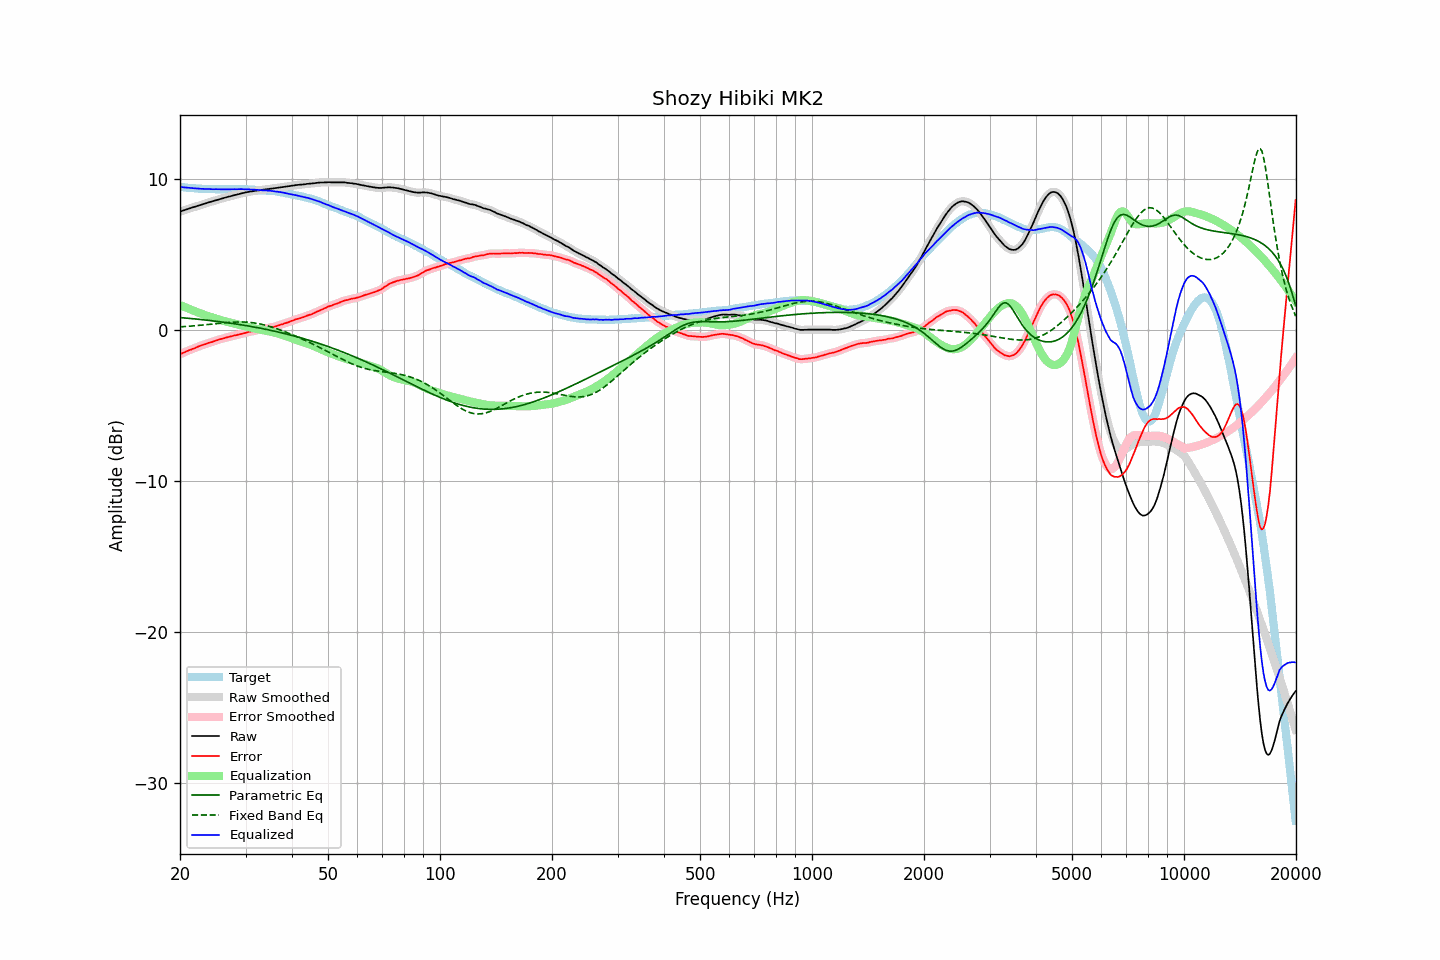 Shozy Hibiki MK2
Amplitude (dBr)
10
0
−10
−20
−30
Target
Raw Smoothed
Error Smoothed
Raw
Error
Equalization
Parametric Eq
Fixed Band Eq
Equalized
20 50 100 200 500 1000 2000 5000 10000 20000
Frequency (Hz)